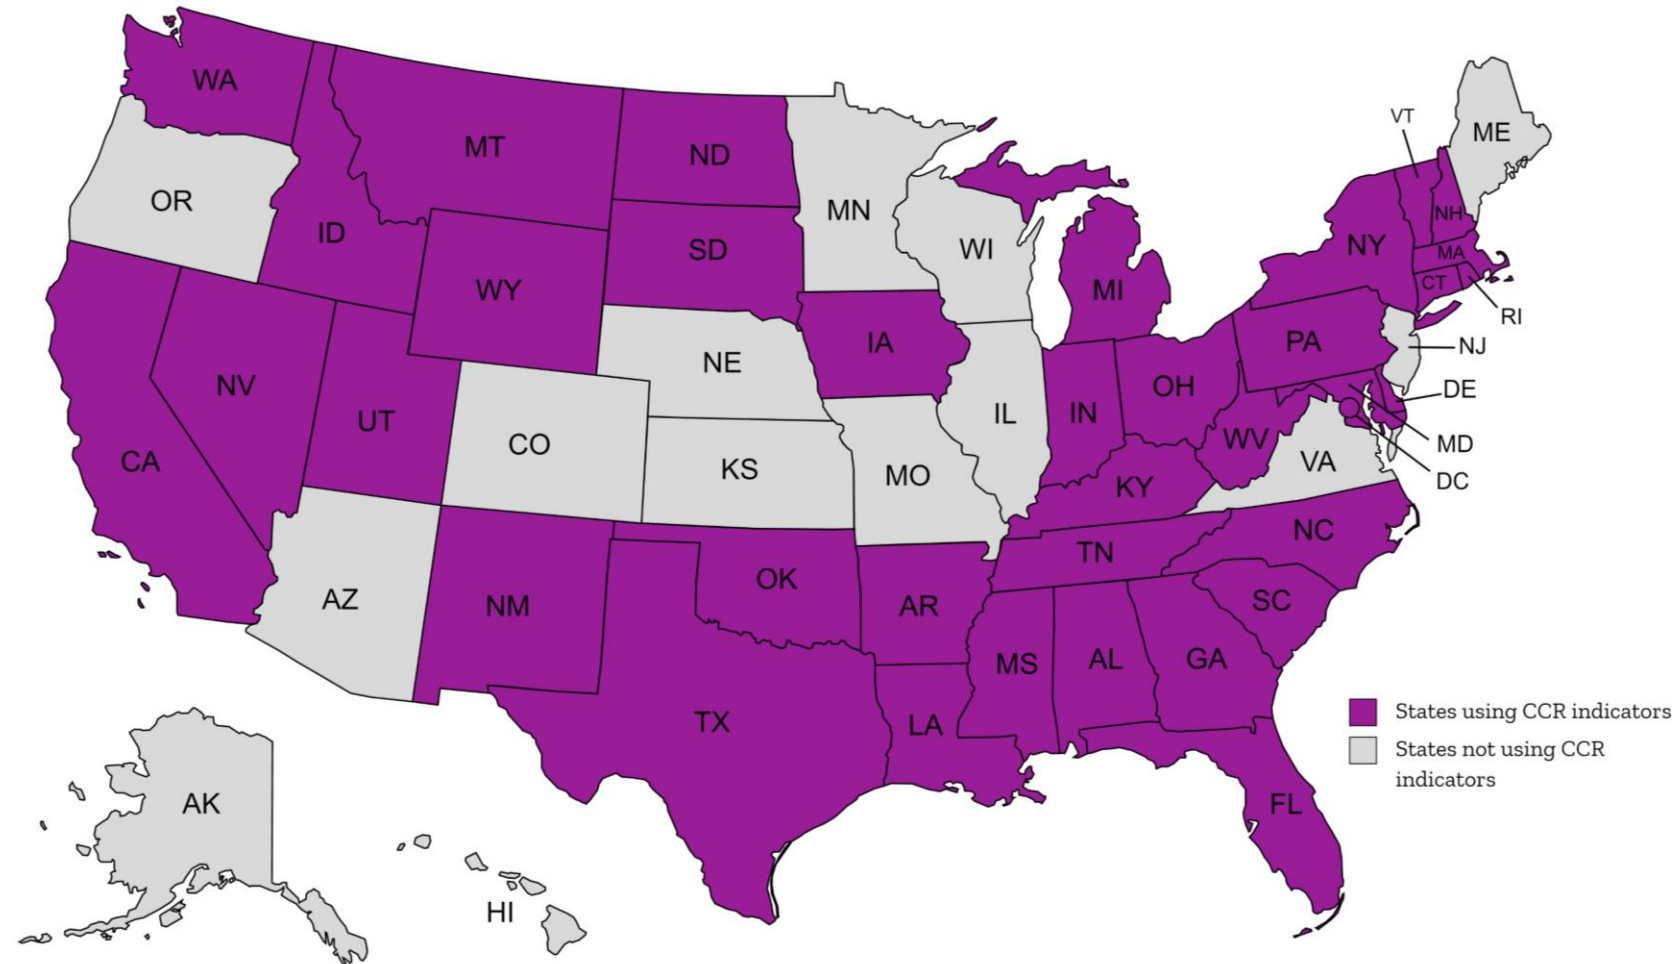 WA
MT
ND
MN
VT
ME
OR
ID
SD
WI
NY
NH
MA
CT
WY
MI
RI
IA
PA
NJ
NE
NV
OH
DE
UT
CO
IL
IN
WV
MD
CA
KS
MO
KY
VA
DC
NC
TN
AZ
NM
OK
AR
SC
MS
AL
GA
TX
LA
States using CCR indicators
States not using CCR
indicators
AK
FL
HI